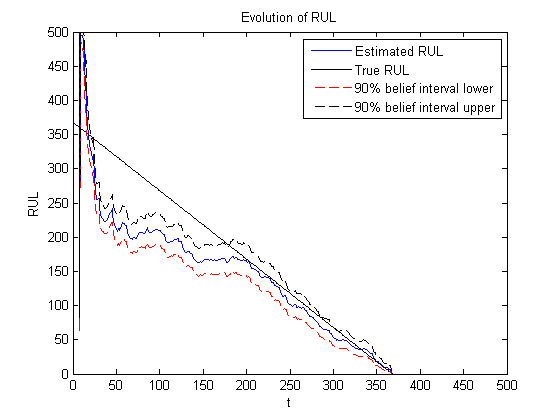 Evolution of RUL
500
450
400
350
300
250
200
150
100
50
0
RUL
Estimated RUL
True RUL
90% belief interval lower
90% belief interval upper
0 50 100 150 200 250 300 350 400 450 500
t